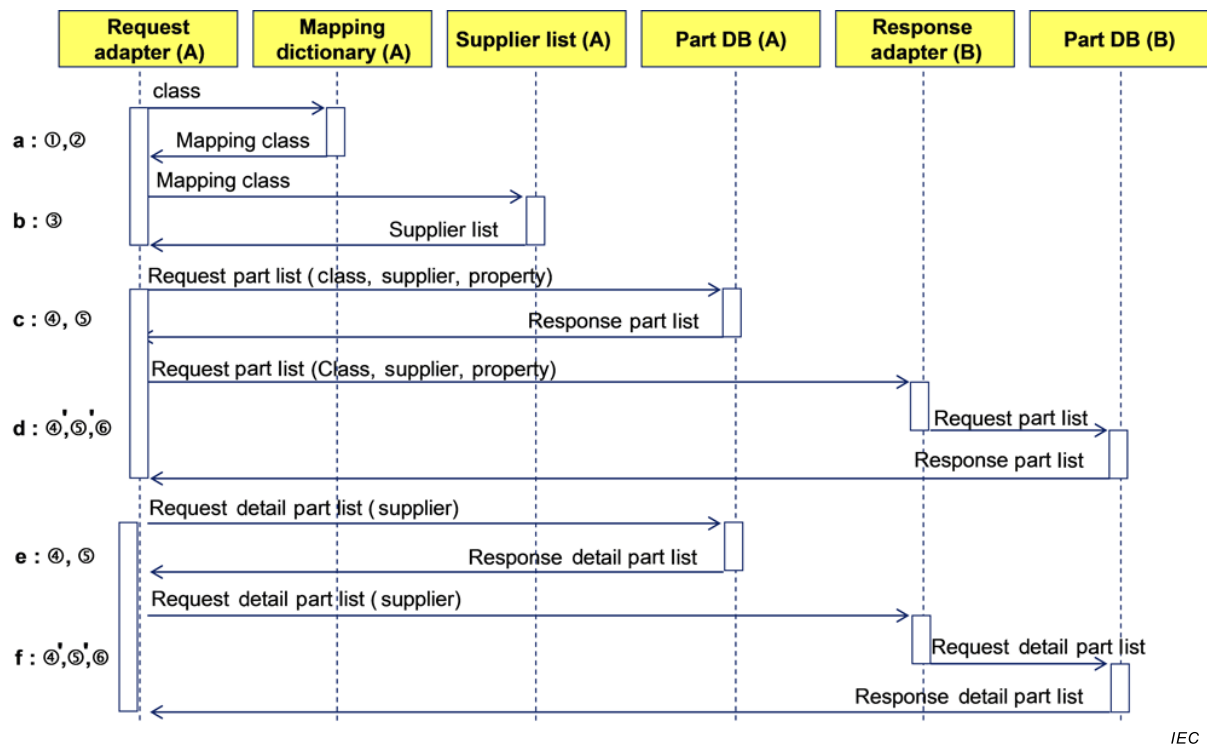 Request adapter (A)
Mapping dictionary (A)
Supplier list (A)
Part DB (A)
Response adapter (B)
Part DB (B)
class
a : ①,②
Mapping class
Mapping class
b : ③
Supplier list
Request part list ( class, supplier, property)
c : ④, ⑤
Response part list
Request part list (Class, supplier, property)
d : ④',⑤',⑥
Request part list
Response part list
Request detail part list ( supplier)
e : ④, ⑤
Response detail part list
Request detail part list ( supplier)
f : ④',⑤',⑥
Request detail part list
Response detail part list
IEC